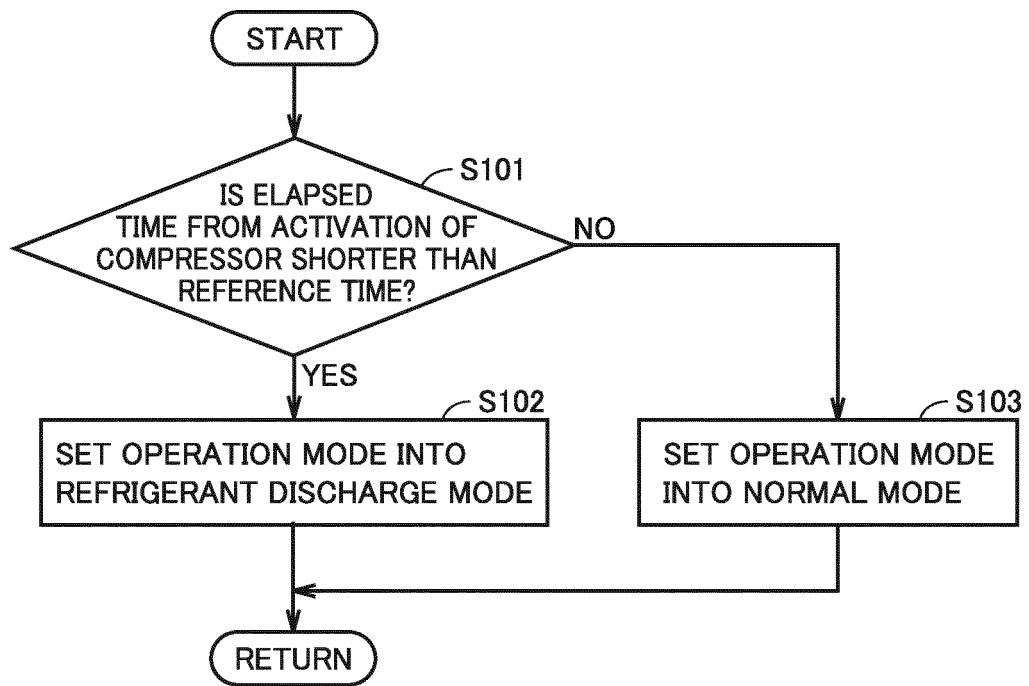 START
S101
IS ELAPSED
TIME FROM ACTIVATION OF
COMPRESSOR SHORTER THAN
REFERENCE TIME?
NO
YES
S102
SET OPERATION MODE INTO
REFRIGERANT DISCHARGE MODE
S103
SET OPERATION MODE
INTO NORMAL MODE
RETURN